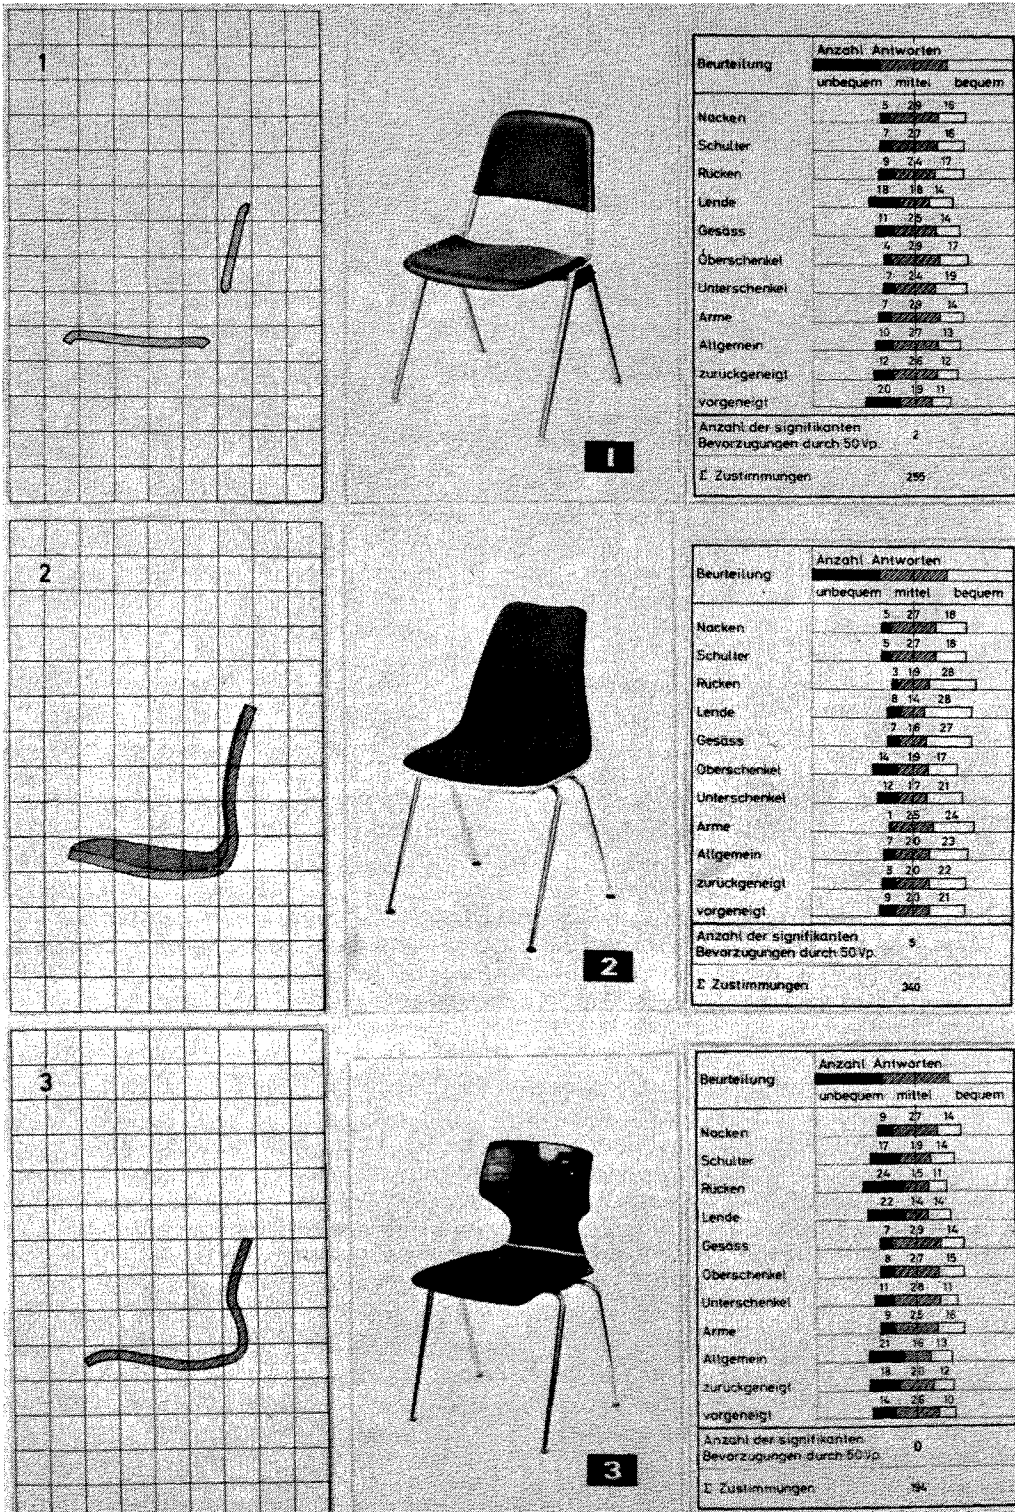 1
Beurteilung
Anzahl Antworten
unbequem mittel bequem
Nacken 5 29 16
Schulter 7 27 16
Rücken 9 24 17
Lende 18 18 14
Gesäss 11 25 14
Oberschenkel 4 29 17
Unterschenkel 7 24 19
Arme 7 29 14
Allgemein 10 27 13
zurückgeneigt 12 26 12
vorgeneigt 20 19 11
Anzahl der signifikanten
Bevorzugungen durch 50 Vp. 2
Σ Zustimmungen 255
1
2
Beurteilung
Anzahl Antworten
unbequem mittel bequem
Nacken 5 27 18
Schulter 5 27 18
Rücken 3 19 28
Lende 8 14 28
Gesäss 7 16 27
Oberschenkel 14 19 17
Unterschenkel 12 17 21
Arme 1 25 24
Allgemein 7 20 23
zurückgeneigt 20 22
vorgeneigt 9 20 21
Anzahl der signifikanten
Bevorzugungen durch 50 Vp. 5
Σ Zustimmungen 340
2
3
Beurteilung
Anzahl Antworten
unbequem mittel bequem
Nacken 9 27 14
Schulter 17 19 14
Rücken 24 15 11
Lende 22 14 14
Gesäss 7 29 14
Oberschenkel 8 27 15
Unterschenkel 11 28 11
Arme 9 25 16
Allgemein 21 16 13
zurückgeneigt 18 20 12
vorgeneigt 14 26 10
Anzahl der signifikanten
Bevorzugungen durch 50 Vp. 0
Σ Zustimmungen 194
3